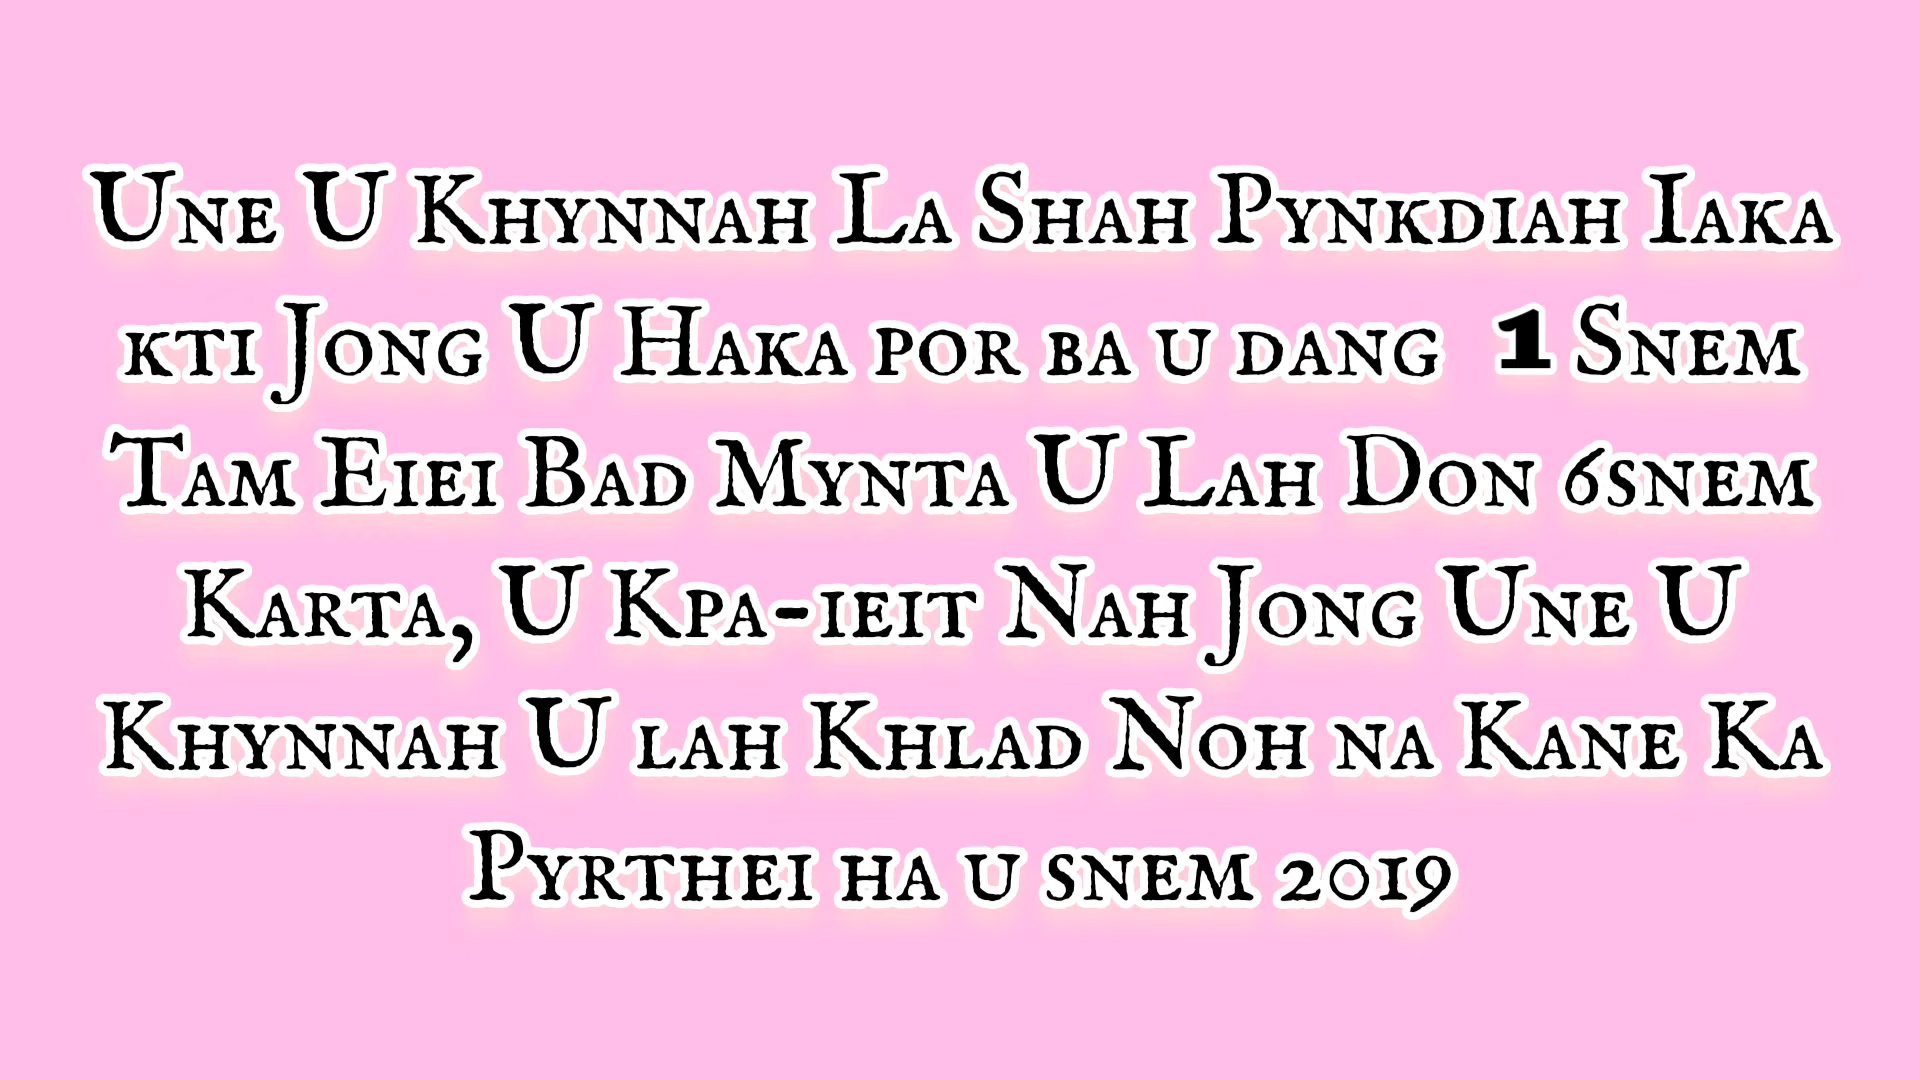 Une U Khynnah La Shah Pynkdiah Iaka
kti Jong U Haka por ba u dang 1 Snem
Tam Eiei Bad Mynta U Lah Don 6snem
Karta, U Kpa-ieit Nah Jong Une U
Khynnah U lah Khlad Noh na Kane Ka
Pyrthei ha u snem 2019